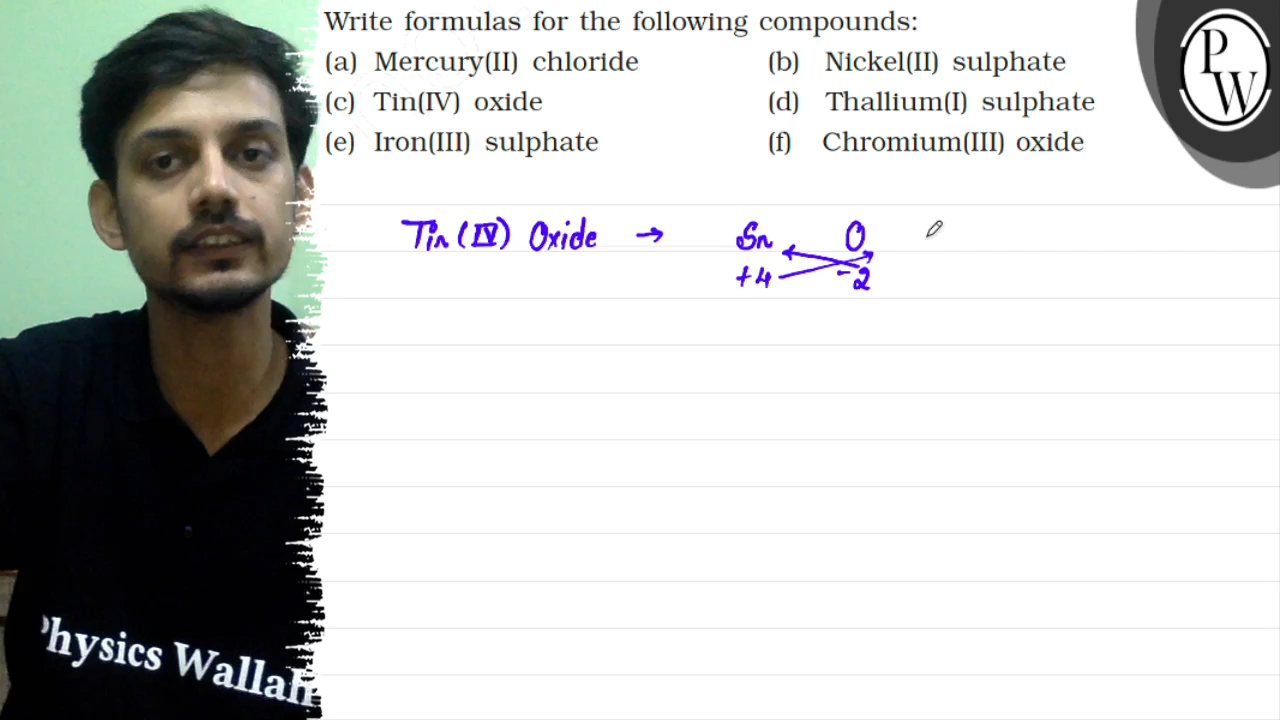 Write formulas for the following compounds:
(a) Mercury(II) chloride (b) Nickel(II) sulphate
(c) Tin(IV) oxide (d) Thallium(I) sulphate
(e) Iron(III) sulphate (f) Chromium(III) oxide
PW
Tin (IV) Oxide → Sn O
+4 -2
Physics Wallah